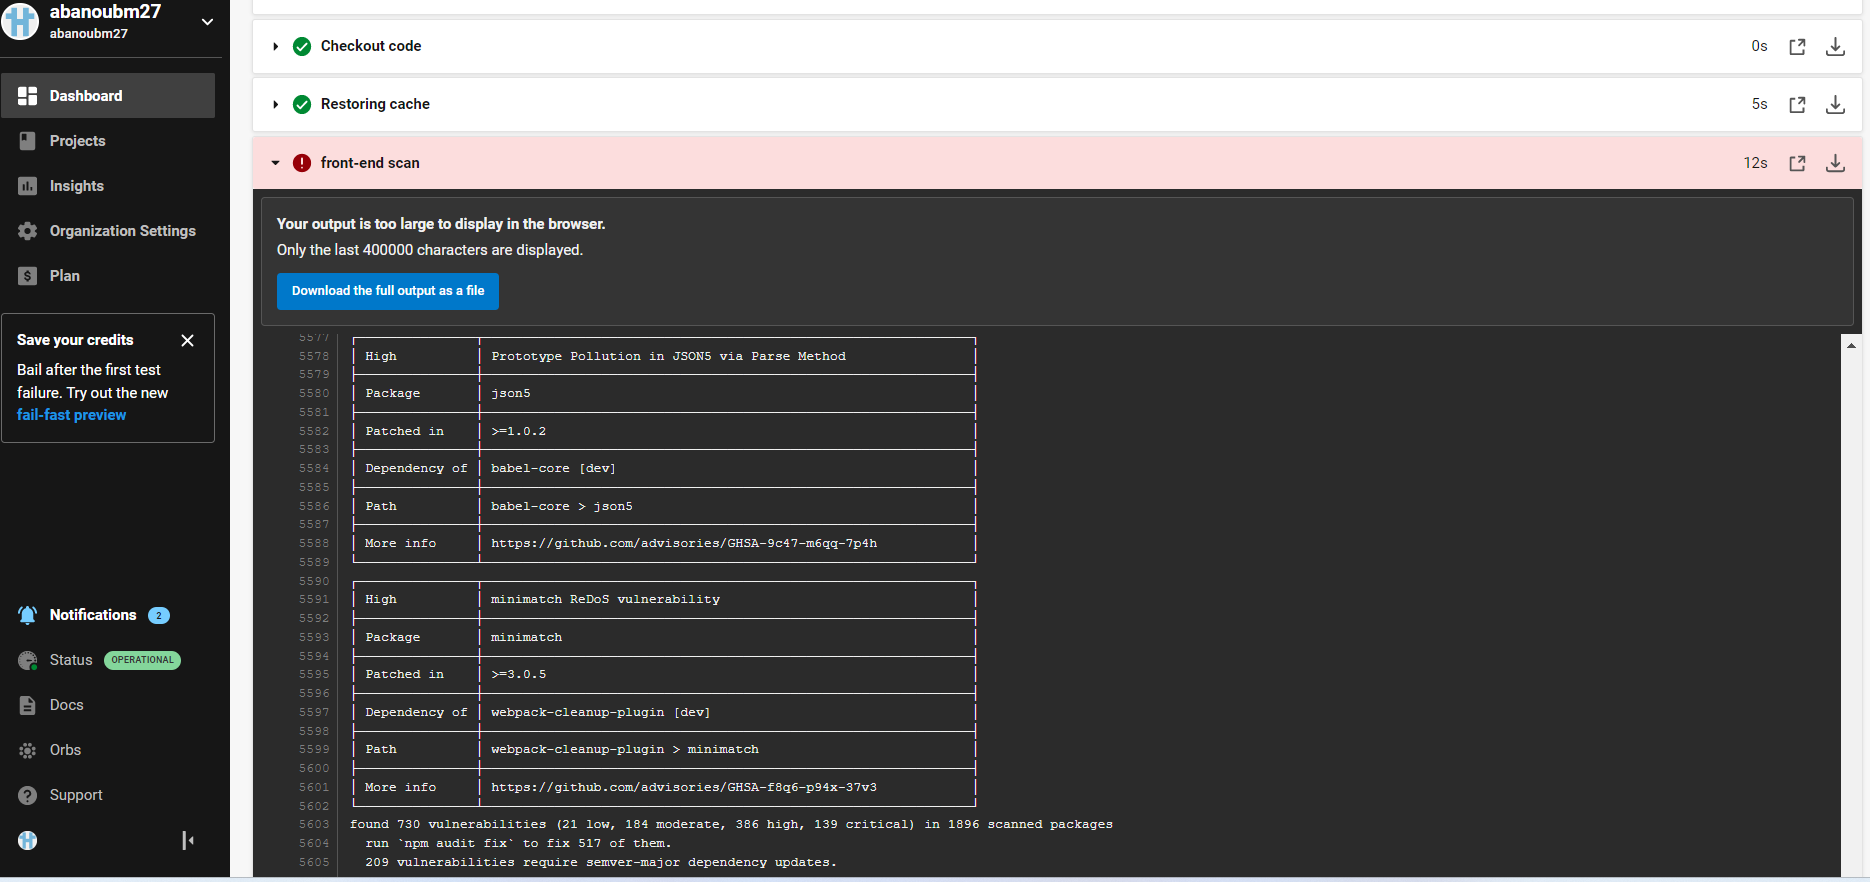 abanoubm27
abanoubm27
Dashboard
Projects
Insights
Organization Settings
Plan
Save your credits
Bail after the first test
failure. Try out the new
fail-fast preview
Notifications 2
Status OPERATIONAL
Docs
Orbs
Support
Checkout code 0s
Restoring cache 5s
front-end scan 12s
Your output is too large to display in the browser.
Only the last 400000 characters are displayed.
Download the full output as a file
5577
5578 High Prototype Pollution in JSON5 via Parse Method
5579
5580 Package json5
5581
5582 Patched in >=1.0.2
5583
5584 Dependency of babel-core [dev]
5585
5586 Path babel-core > json5
5587
5588 More info https://github.com/advisories/GHSA-9c47-m6qq-7p4h
5589
5590
5591 High minimatch ReDoS vulnerability
5592
5593 Package minimatch
5594
5595 Patched in >=3.0.5
5596
5597 Dependency of webpack-cleanup-plugin [dev]
5598
5599 Path webpack-cleanup-plugin > minimatch
5600
5601 More info https://github.com/advisories/GHSA-f8q6-p94x-37v3
5602
5603 found 730 vulnerabilities (21 low, 184 moderate, 386 high, 139 critical) in 1896 scanned packages
5604 run `npm audit fix` to fix 517 of them.
5605 209 vulnerabilities require semver-major dependency updates.